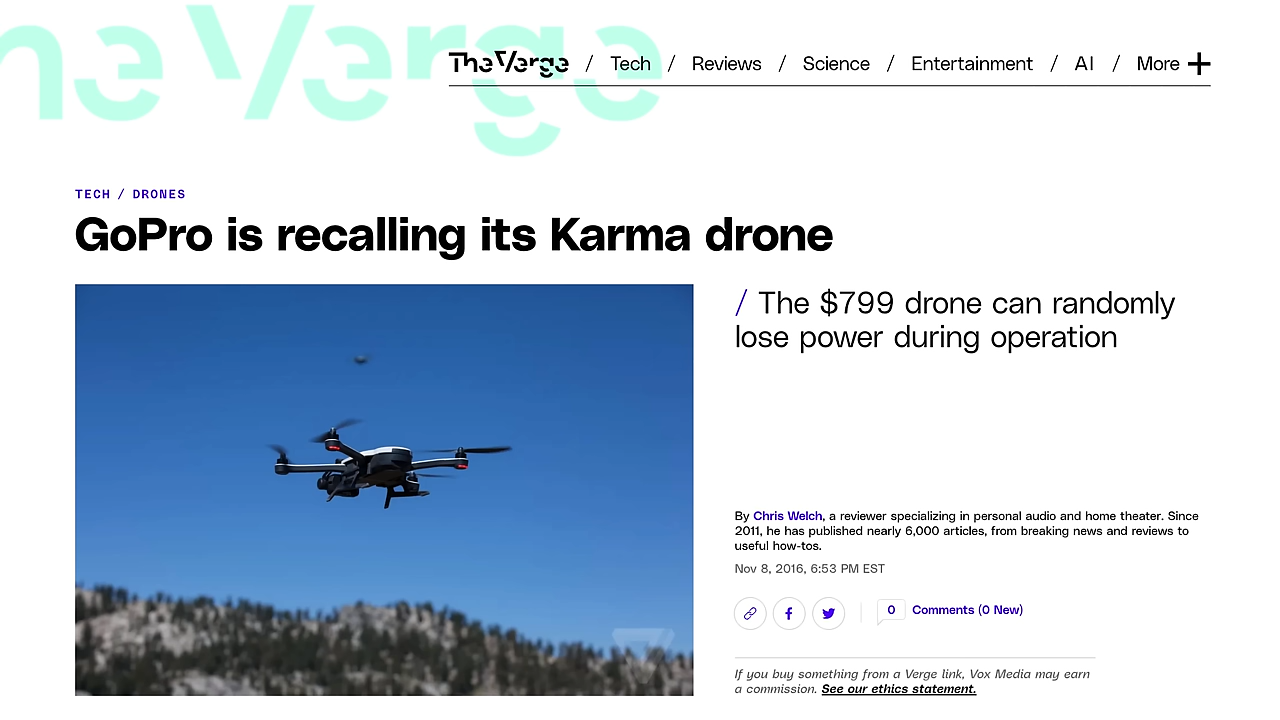 The Verge
The Verge / Tech / Reviews / Science / Entertainment / AI / More +
TECH / DRONES
GoPro is recalling its Karma drone
/ The $799 drone can randomly
lose power during operation
By Chris Welch, a reviewer specializing in personal audio and home theater. Since
2011, he has published nearly 6,000 articles, from breaking news and reviews to
useful how-tos.
Nov 8, 2016, 6:53 PM EST
0 Comments (0 New)
If you buy something from a Verge link, Vox Media may earn
a commission. See our ethics statement.